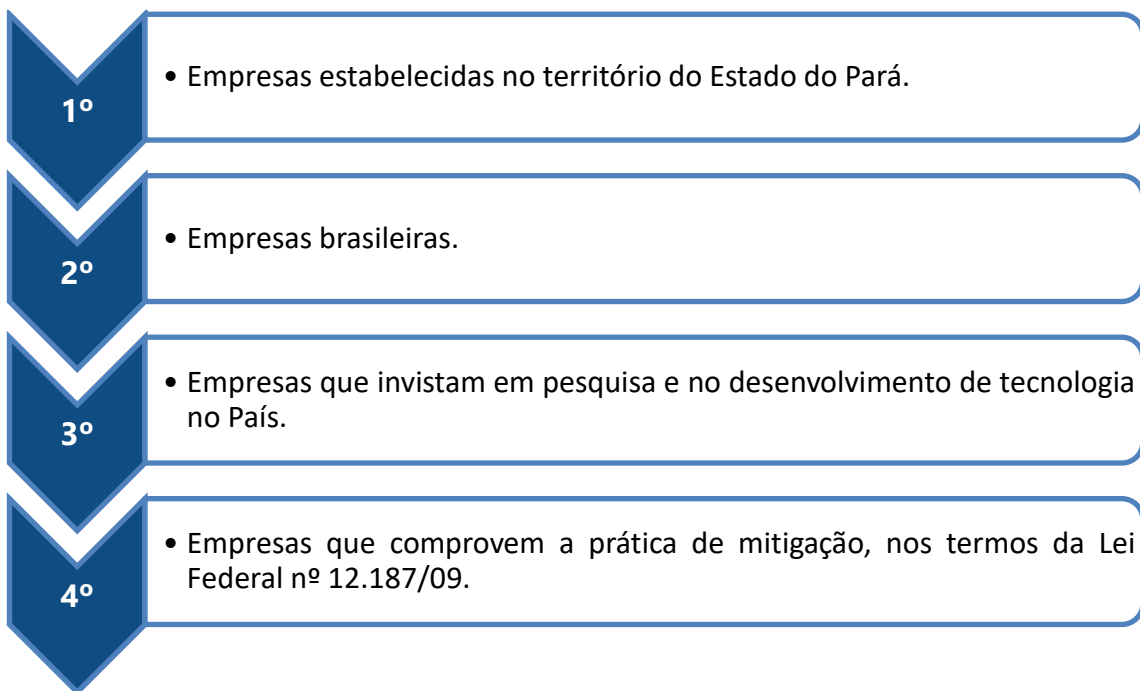 1º
• Empresas estabelecidas no território do Estado do Pará.
2º
• Empresas brasileiras.
3º
• Empresas que invistam em pesquisa e no desenvolvimento de tecnologia
no País.
4º
• Empresas que comprovem a prática de mitigação, nos termos da Lei
Federal nº 12.187/09.